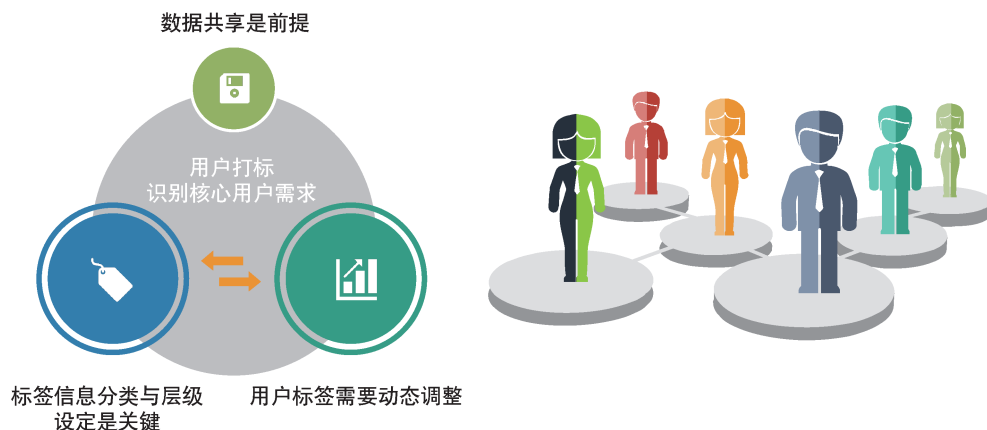 数据共享是前提
用户打标
识别核心用户需求
标签信息分类与层级
设定是关键
用户标签需要动态调整